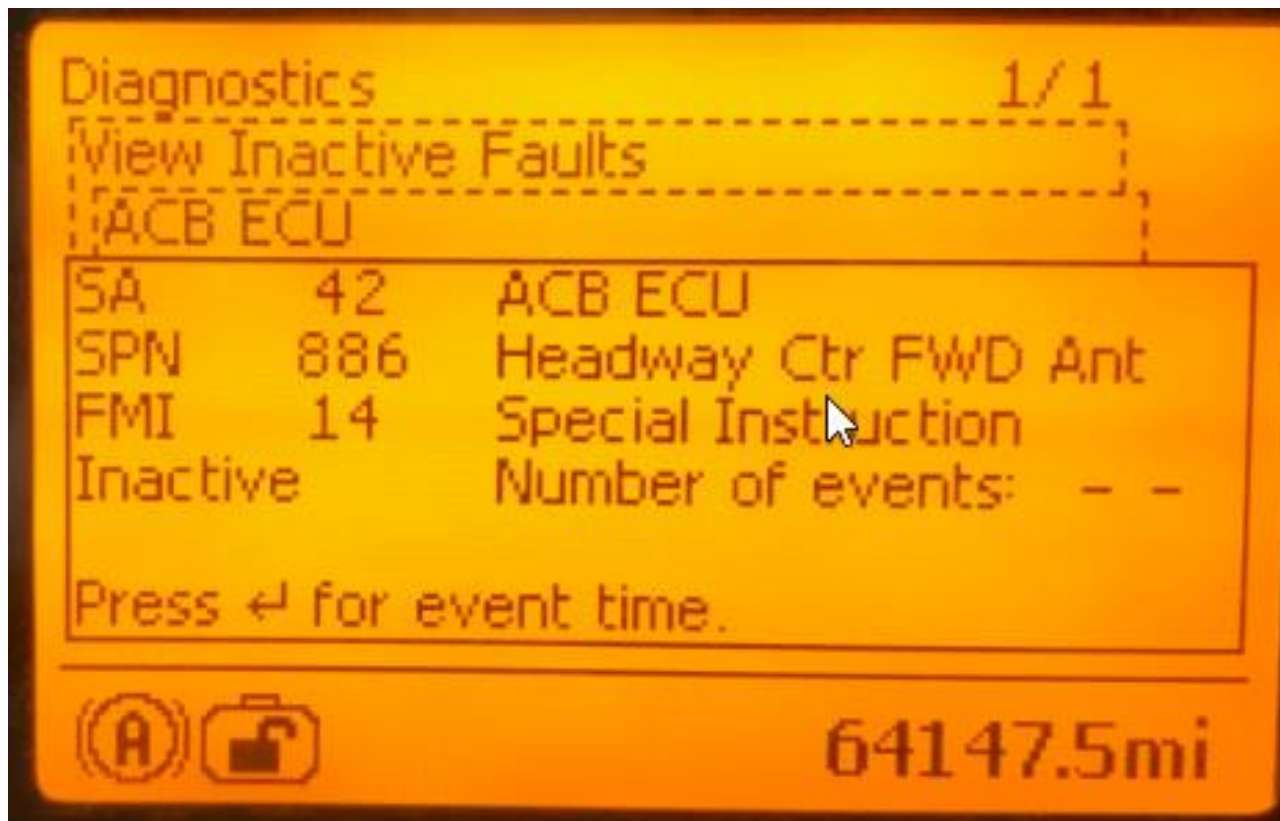 Diagnostics 1/1
View Inactive Faults
ACB ECU
SA 42 ACB ECU
SPN 886 Headway Ctr FWD Ant
FMI 14 Special Instruction
Inactive Number of events: - -
Press ↵ for event time.
(A) 64147.5mi